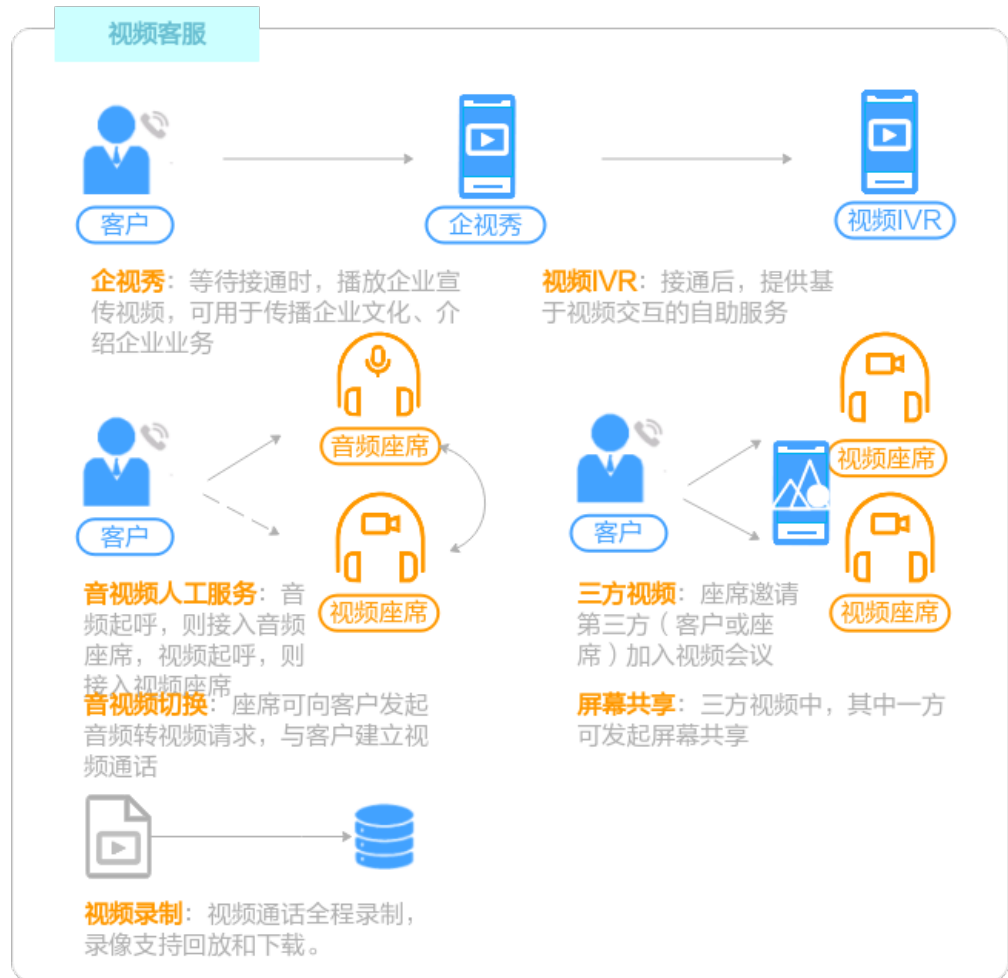 视频客服
客户
企视秀
视频IVR
企视秀：等待接通时，播放企业宣
传视频，可用于传播企业文化、介
绍企业业务
视频IVR：接通后，提供基
于视频交互的自助服务
音频座席
客户
视频座席
音视频人工服务：音
频起呼，则接入音频
座席，视频起呼，则
接入视频座席
音视频切换：座席可向客户发起
音频转视频请求，与客户建立视
频通话
视频座席
客户
视频座席
三方视频：座席邀请
第三方（客户或座
席）加入视频会议
屏幕共享：三方视频中，其中一方
可发起屏幕共享
视频录制：视频通话全程录制，
录像支持回放和下载。